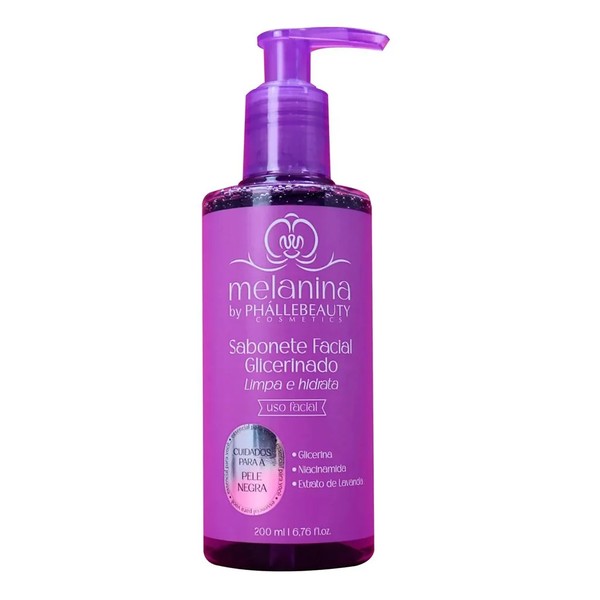 melanina
by PHÁLLEBEAUTY
COSMETICS
Sabonete Facial
Glicerinado
Limpa e hidrata
uso facial
CUIDADOS
PARA A
PELE
NEGRA
• Glicerina
• Niacinamida
• Extrato de Lavanda
200 ml | 6,76 fl.oz.